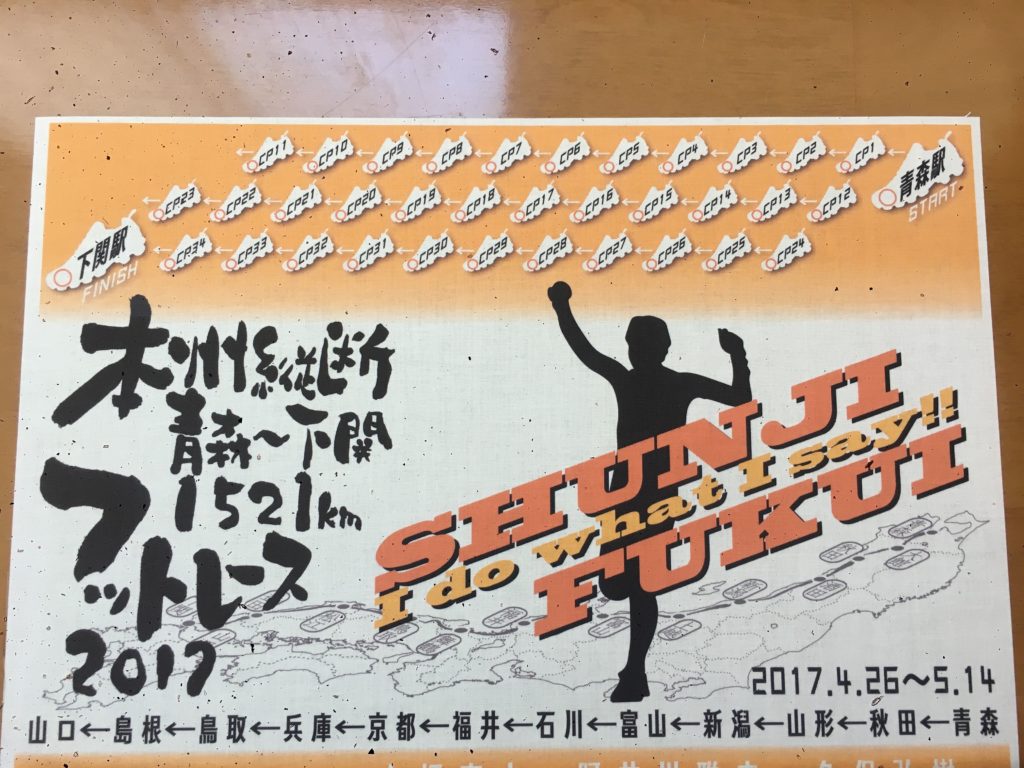 CP11 ← CP10 ← CP9 ← CP8 ← CP7 ← CP6 ← CP5 ← CP4 ← CP3 ← CP2 ← CP1 ← 青森駅
START
←CP23 ← CP22 ← CP21 ← CP20 ← CP19 ← CP18 ← CP17 ← CP16 ← CP15 ← CP14 ← CP13 ← CP12
下関駅 ← CP34 ← CP33 ← CP32 ← CP31 ← CP30 ← CP29 ← CP28 ← CP27 ← CP26 ← CP25 ← CP24
FINISH
本州縦断
青森~下関
1521km
フットレース
2017
SHUNJI
I do what I say!!
FUKUI
2017.4.26~5.14
山口←島根←鳥取←兵庫←京都←福井←石川←富山←新潟←山形←秋田←青森